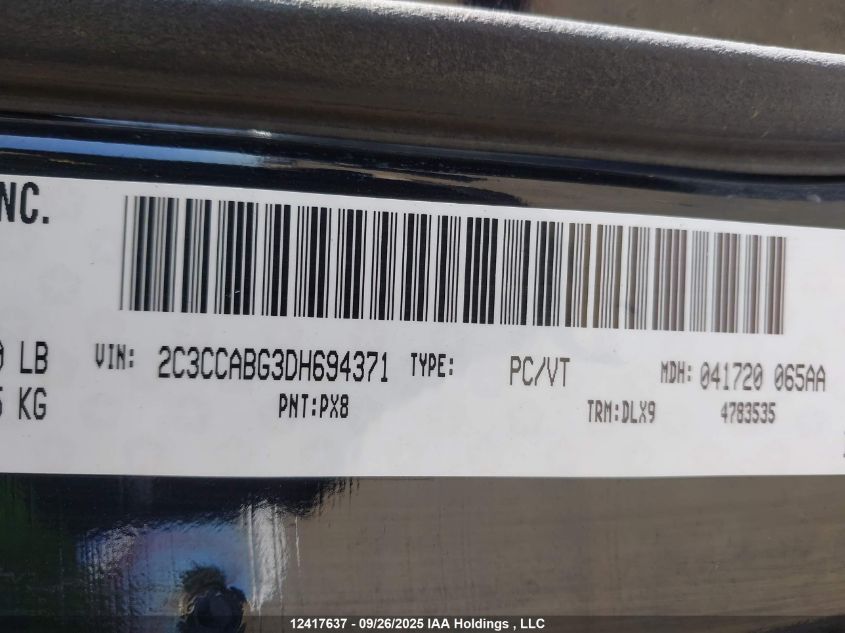 NC.
LB
VIN: 2C3CCABG3DH694371 TYPE: PC/VT MDH: 041720 065AA
KG PNT:PX8 TRM:DLX9 4783535
12417637 - 09/26/2025 IAA Holdings , LLC